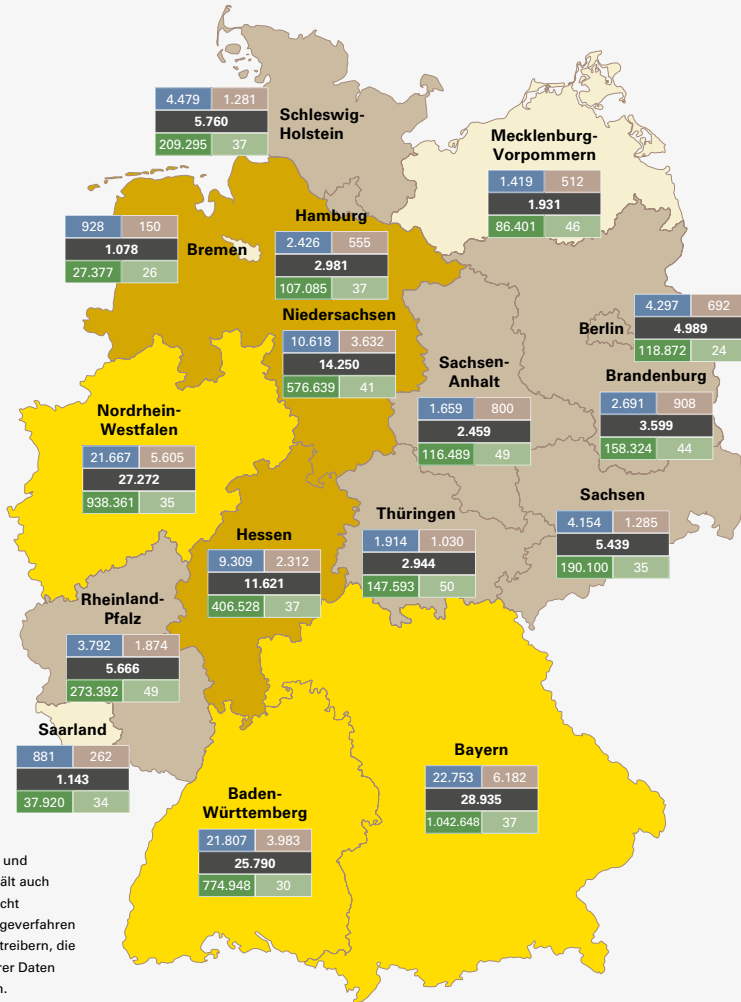 4.479 1.281
5.760
209.295 37
Schleswig-
Holstein
Mecklenburg-
Vorpommern
1.419 512
1.931
86.401 46
928 150
1.078
27.377 26
Bremen
Hamburg
2.426 555
2.981
107.085 37
Niedersachsen
10.618 3.632
14.250
576.639 41
Berlin
4.297 692
4.989
118.872 24
Sachsen-
Anhalt
1.659 800
2.459
116.489 49
Brandenburg
2.691 908
3.599
158.324 44
Nordrhein-
Westfalen
21.667 5.605
27.272
938.361 35
Sachsen
4.154 1.285
5.439
190.100 35
Thüringen
1.914 1.030
2.944
147.593 50
Hessen
9.309 2.312
11.621
406.528 37
Rheinland-
Pfalz
3.792 1.874
5.666
273.392 49
Saarland
881 262
1.143
37.920 34
Bayern
22.753 6.182
28.935
1.042.648 37
Baden-
Württemberg
21.807 3.983
25.790
774.948 30
und
ält auch
cht
geverfahren
treibern, die
rer Daten
n.